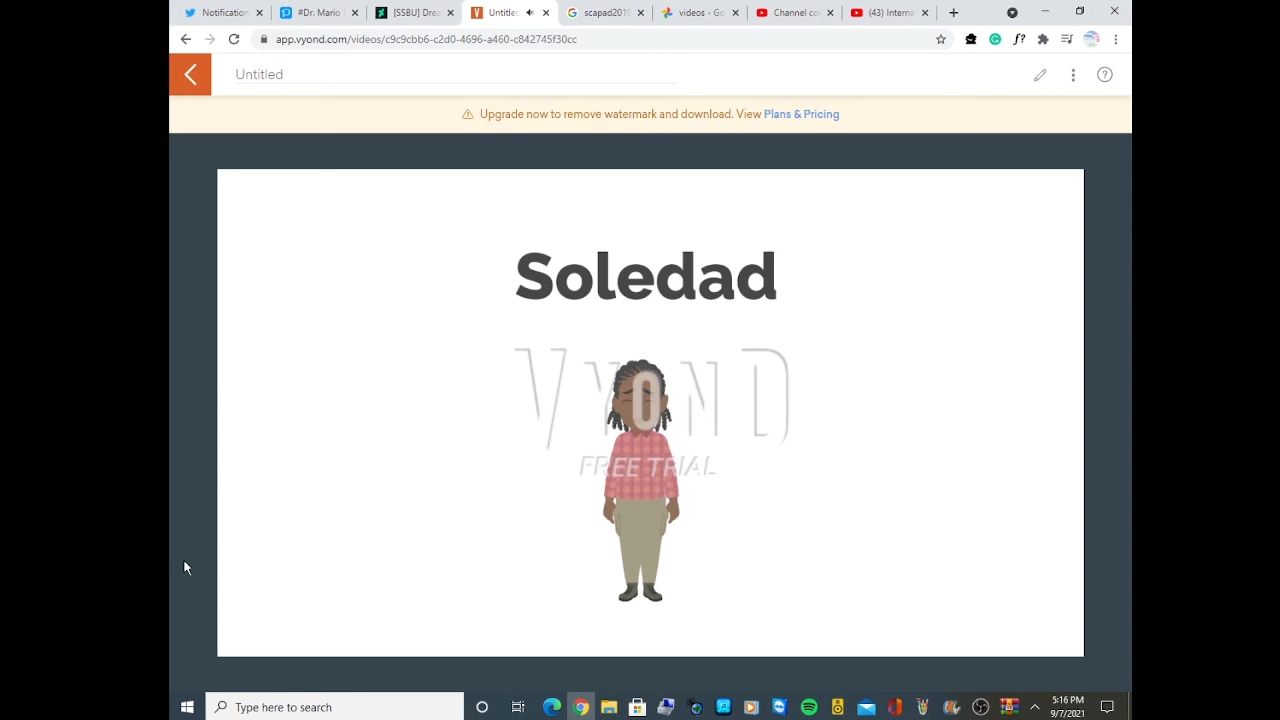 Notification
#Dr. Mario
[SSBU] Drea
Untitled
scapad2019
videos - Go
Channel co
(43) Interna
app.vyond.com/videos/c9c9cbb6-c2d0-4696-a460-c842745f30cc
f?
Untitled
Upgrade now to remove watermark and download. View Plans & Pricing
Soledad
VYOND
FREE TRIAL
Type here to search
5:16 PM
9/7/2021